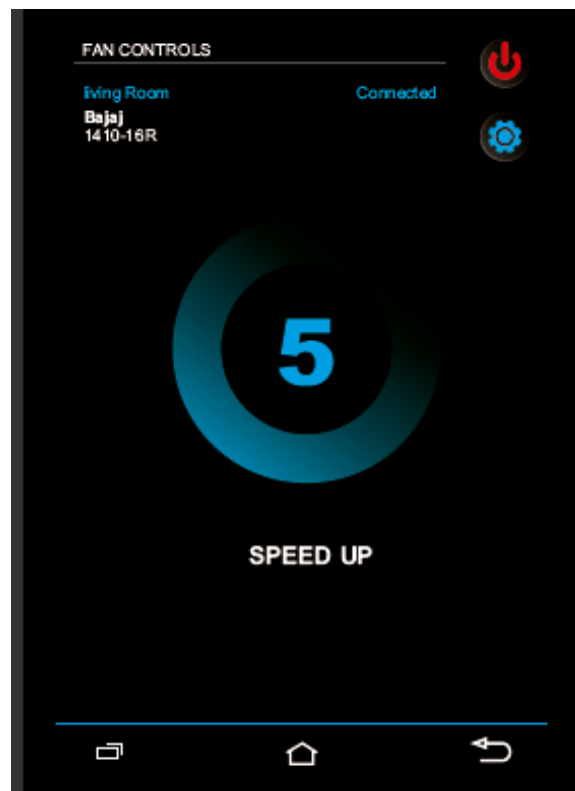 FAN CONTROLS
living Room Connected
Bajaj
1410-16R
5
SPEED UP